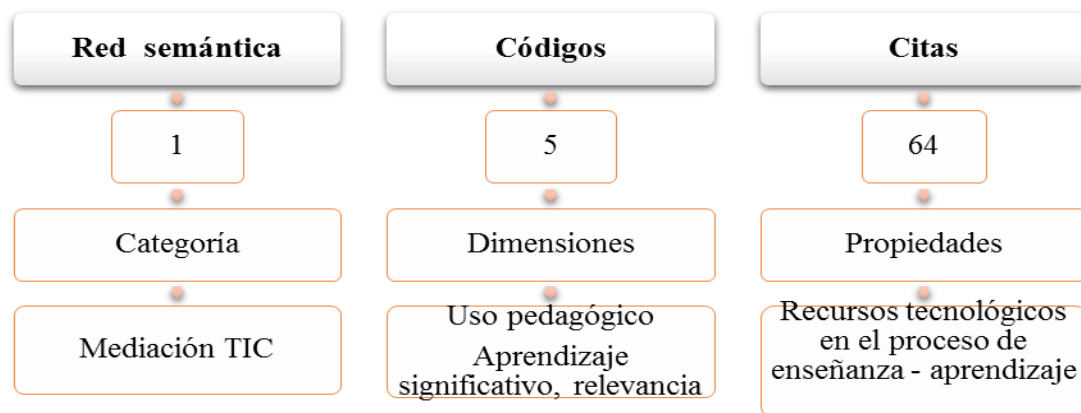 Red semántica
1
Categoría
Mediación TIC
Códigos
5
Dimensiones
Uso pedagógico
Aprendizaje
significativo, relevancia
Citas
64
Propiedades
Recursos tecnológicos
en el proceso de
enseñanza - aprendizaje